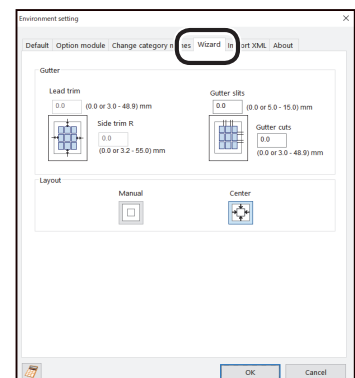 Environment setting
Default Option module Change category Wizard XML About
Gutter
Lead trim
0.0 (0.0 or 3.0 - 48.9) mm
Side trim R
0.0
(0.0 or 3.2 - 55.0) mm
Gutter slits
0.0 (0.0 or 5.0 - 15.0) mm
Gutter cuts
0.0
(0.0 or 3.0 - 48.9) mm
Layout
Manual
Center
OK Cancel